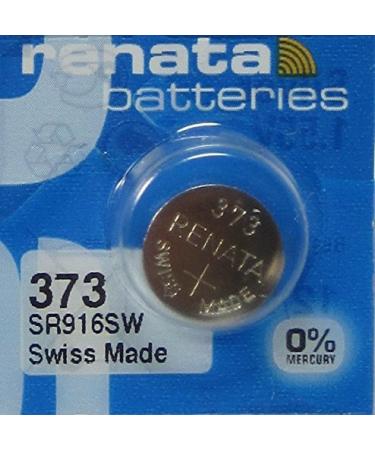 renata
batteries
373
RENATA
+
SWISS MADE
373
SR916SW
Swiss Made
0%
MERCURY